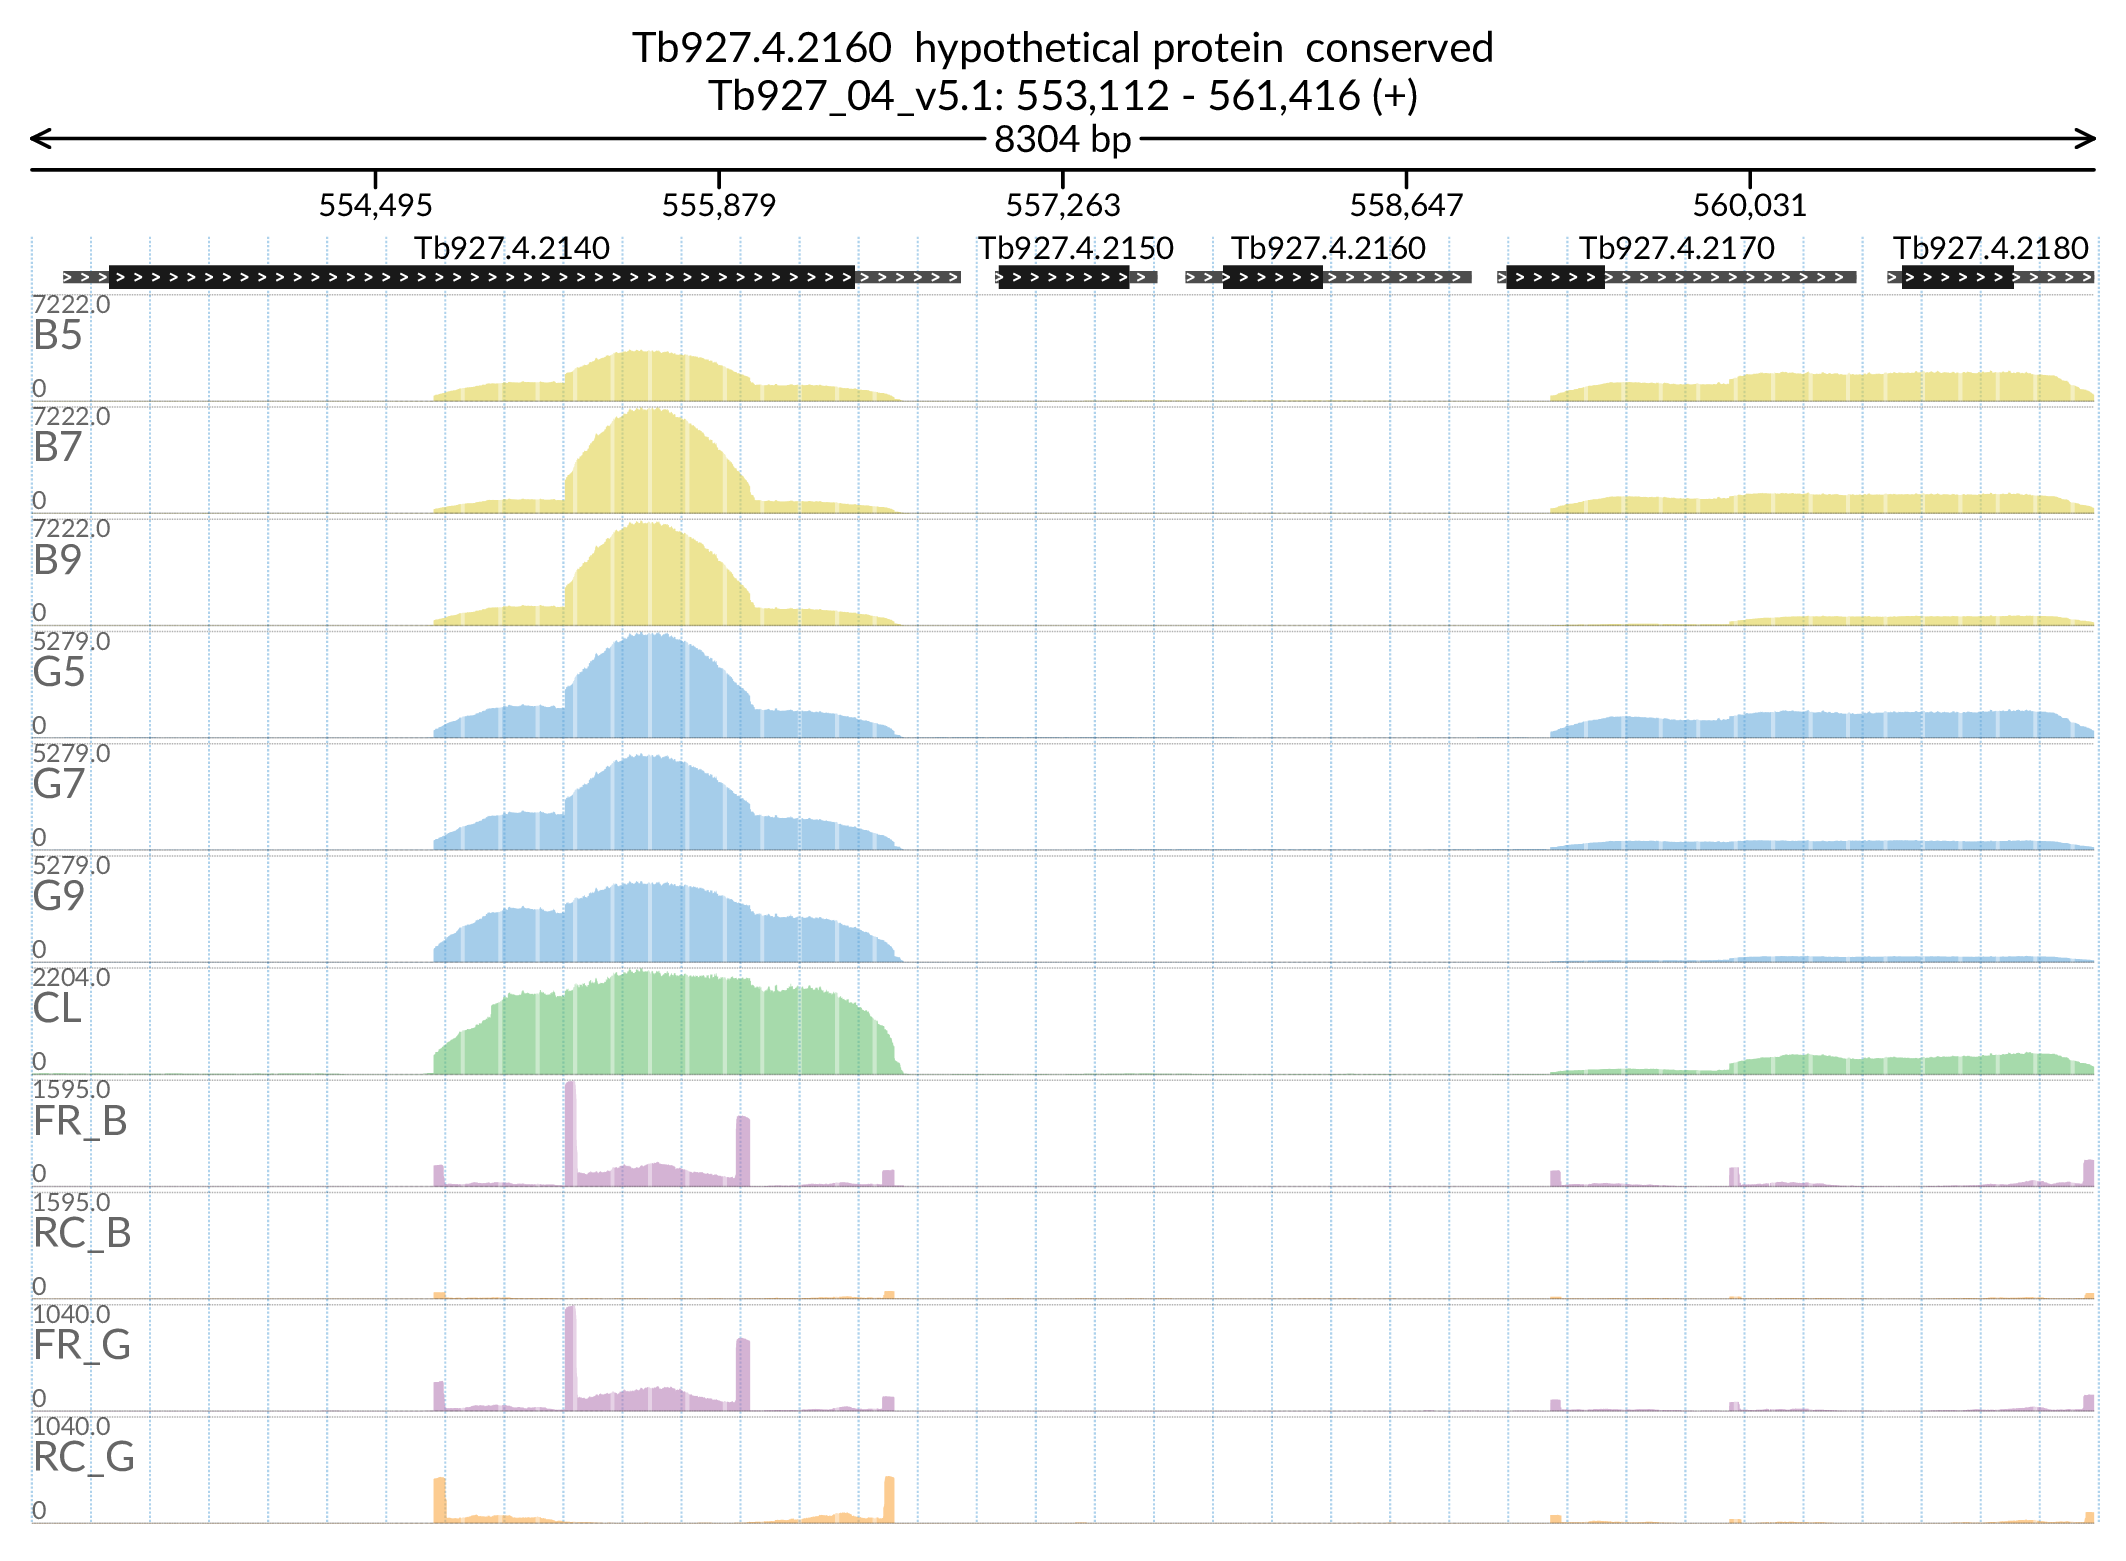 Tb927.4.2160  hypothetical protein  conserved
Tb927_04_v5.1: 553,112 - 561,416 (+)
8304 bp
554,495 555,879 557,263 558,647 560,031
Tb927.4.2140 Tb927.4.2150 Tb927.4.2160 Tb927.4.2170 Tb927.4.2180
7222.0
B5
0
7222.0
B7
0
7222.0
B9
0
5279.0
G5
0
5279.0
G7
0
5279.0
G9
0
2204.0
CL
0
1595.0
FR_B
0
1595.0
RC_B
0
1040.0
FR_G
0
1040.0
RC_G
0